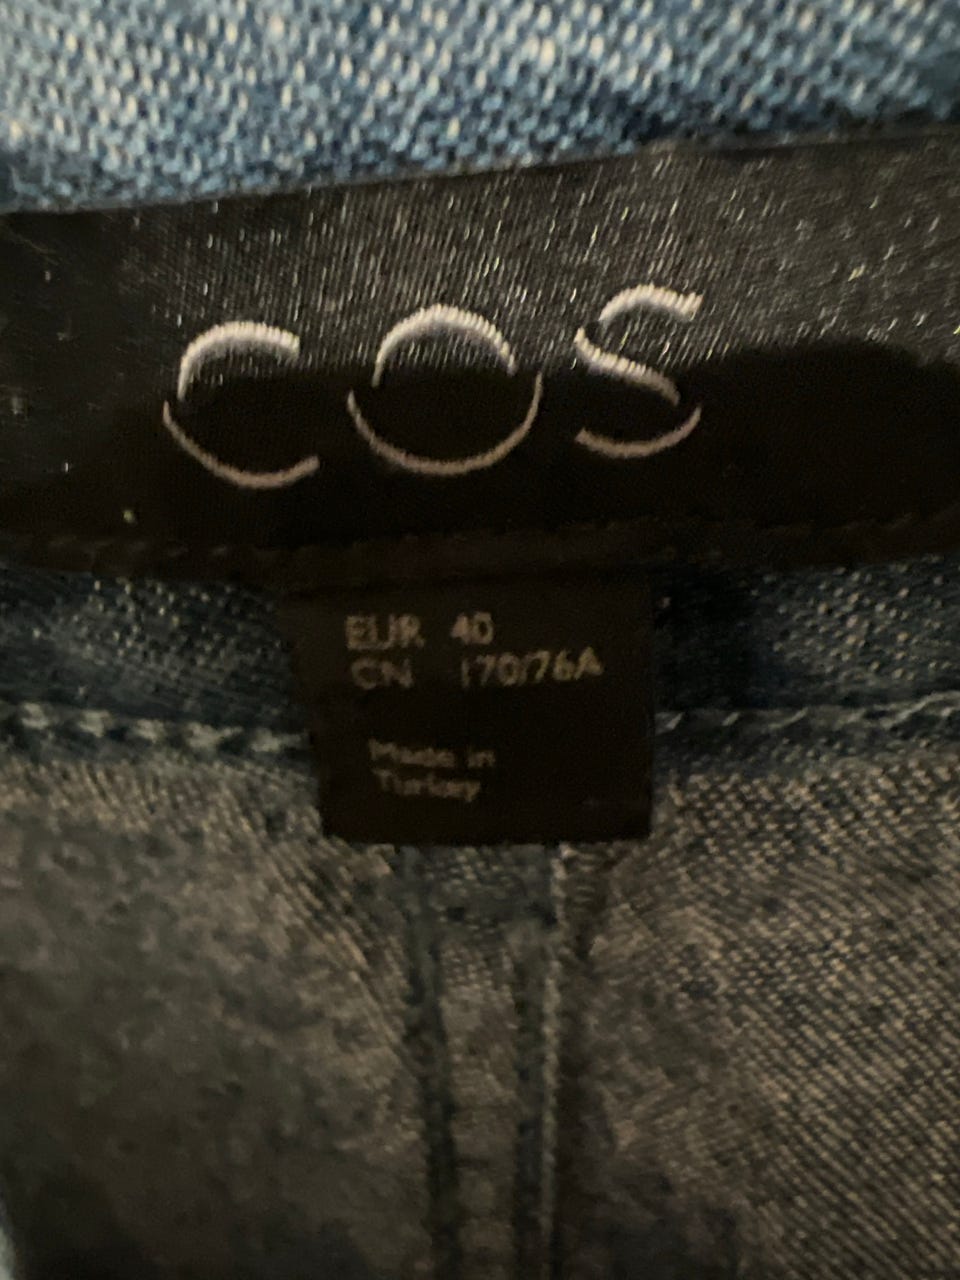 COS
EUR 40
CN 170/76A
Made in
Turkey